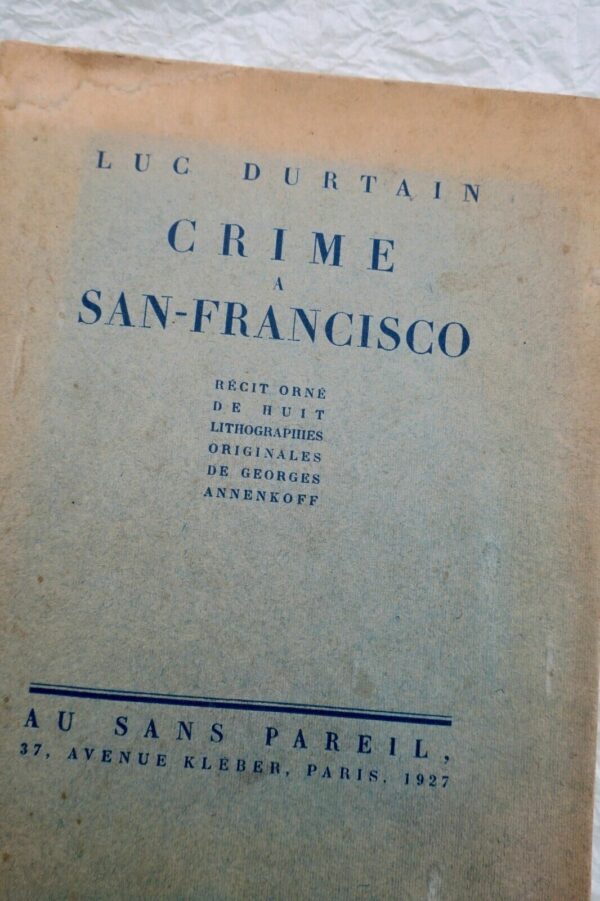 LUC DURTAIN
CRIME
A
SAN-FRANCISCO
RÉCIT ORNÉ
DE HUIT
LITHOGRAPHIES
ORIGINALES
DE GEORGES
ANNENKOFF
AU SANS PAREIL,
37, AVENUE KLÉBER, PARIS, 1927